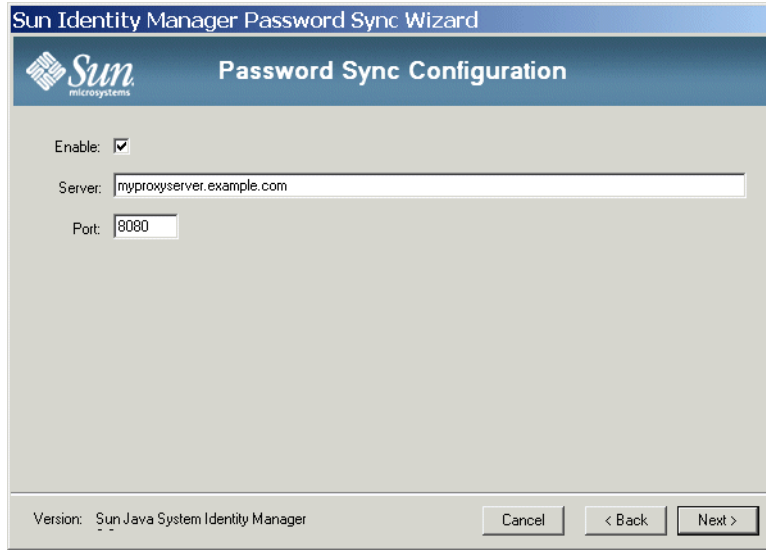 Sun Identity Manager Password Sync Wizard
Sun
microsystems
Password Sync Configuration
Enable:
Server: myproxyserver.example.com
Port: 8080
Version: Sun Java System Identity Manager
Cancel < Back Next >